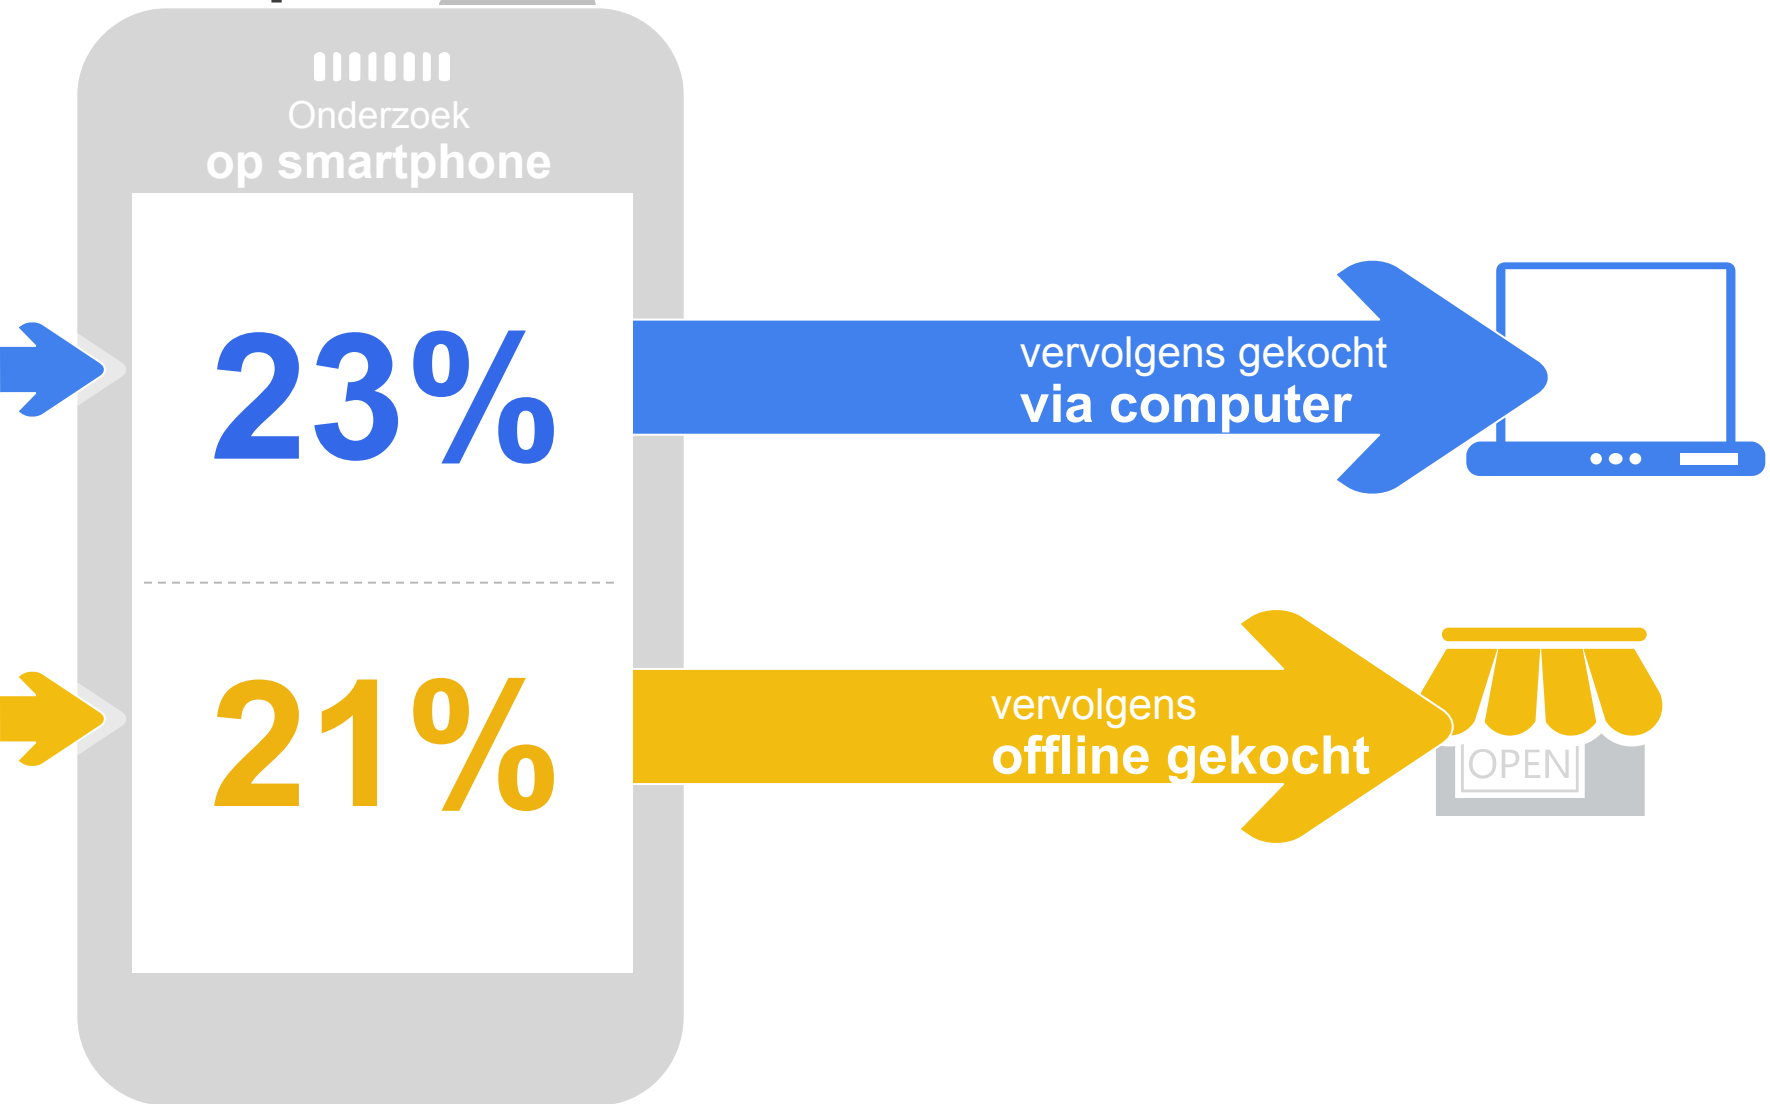 Onderzoek
op smartphone
23%
vervolgens gekocht
via computer
21%
vervolgens
offline gekocht
OPEN